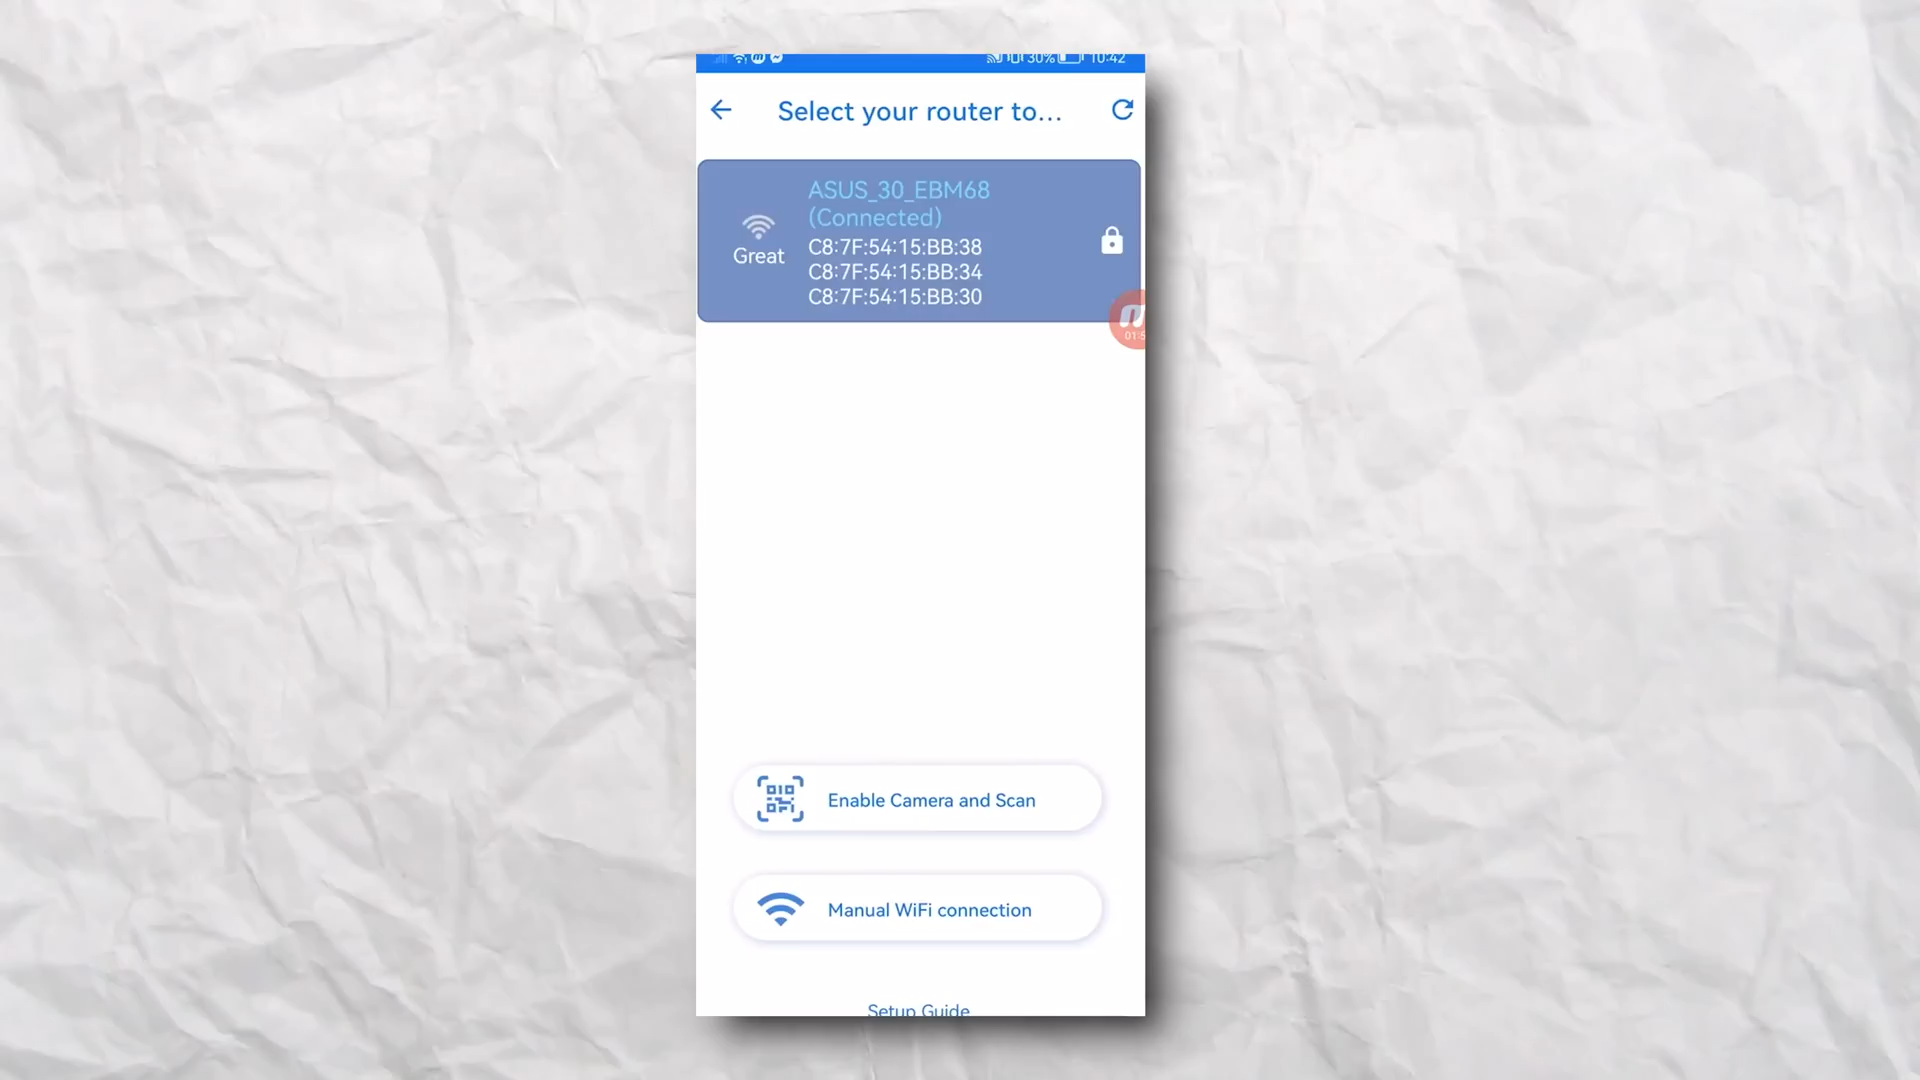 30% 10:42
Select your router to...
ASUS_30_EBM68
(Connected)
C8:7F:54:15:BB:38
Great
C8:7F:54:15:BB:34
C8:7F:54:15:BB:30
Enable Camera and Scan
Manual WiFi connection
Setup Guide